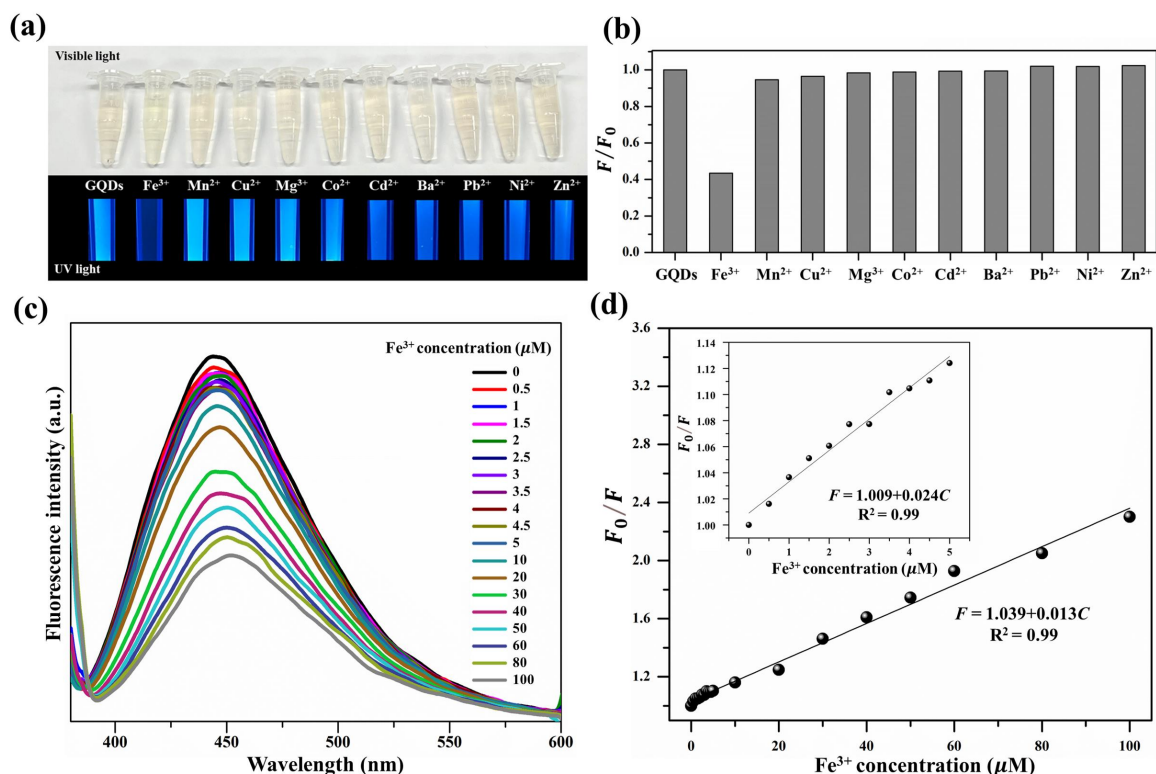 (a)
Visible light
GQDs Fe³⁺ Mn²⁺ Cu²⁺ Mg³⁺ Co²⁺ Cd²⁺ Ba²⁺ Pb²⁺ Ni²⁺ Zn²⁺
UV light
(b)
F/F₀
1.0
0.8
0.6
0.4
0.2
0.0
GQDs Fe³⁺ Mn²⁺ Cu²⁺ Mg³⁺ Co²⁺ Cd²⁺ Ba²⁺ Pb²⁺ Ni²⁺ Zn²⁺
(c)
Fluorescence intensity (a.u.)
Fe³⁺ concentration (µM)
0
0.5
1
1.5
2
2.5
3
3.5
4
4.5
5
10
20
30
40
50
60
80
100
400 450 500 550 600
Wavelength (nm)
(d)
F₀/F
3.6
3.2
2.8
2.4
2.0
1.6
1.2
F₀/F
1.14
1.12
1.10
1.08
1.06
1.04
1.02
1.00
F = 1.009+0.024C
R² = 0.99
0 1 2 3 4 5
Fe³⁺ concentration (µM)
F = 1.039+0.013C
R² = 0.99
0 20 40 60 80 100
Fe³⁺ concentration (µM)